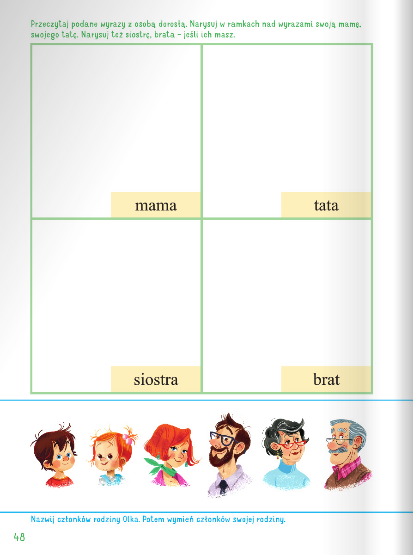 Przeczytaj podane wyrazy z osobą dorosłą. Narysuj w ramkach nad wyrazami swoją mamę,
swojego tatę. Narysuj też siostrę, brata – jeśli ich masz.
mama
tata
siostra
brat
Nazwij członków rodziny Olka. Potem wymień członków swojej rodziny.
48